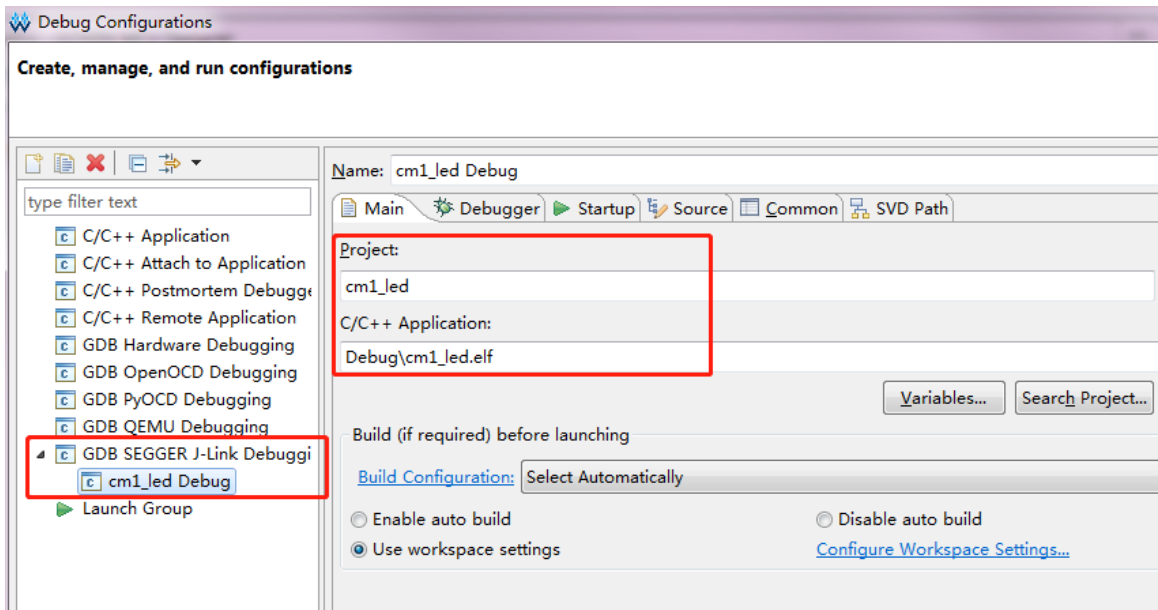 Debug Configurations
Create, manage, and run configurations
type filter text
C/C++ Application
C/C++ Attach to Application
C/C++ Postmortem Debugge
C/C++ Remote Application
GDB Hardware Debugging
GDB OpenOCD Debugging
GDB PyOCD Debugging
GDB QEMU Debugging
GDB SEGGER J-Link Debuggi
cm1_led Debug
Launch Group
Name: cm1_led Debug
Main Debugger Startup Source Common SVD Path
Project:
cm1_led
C/C++ Application:
Debug\cm1_led.elf
Variables... Search Project...
Build (if required) before launching
Build Configuration: Select Automatically
Enable auto build Disable auto build
Use workspace settings Configure Workspace Settings...